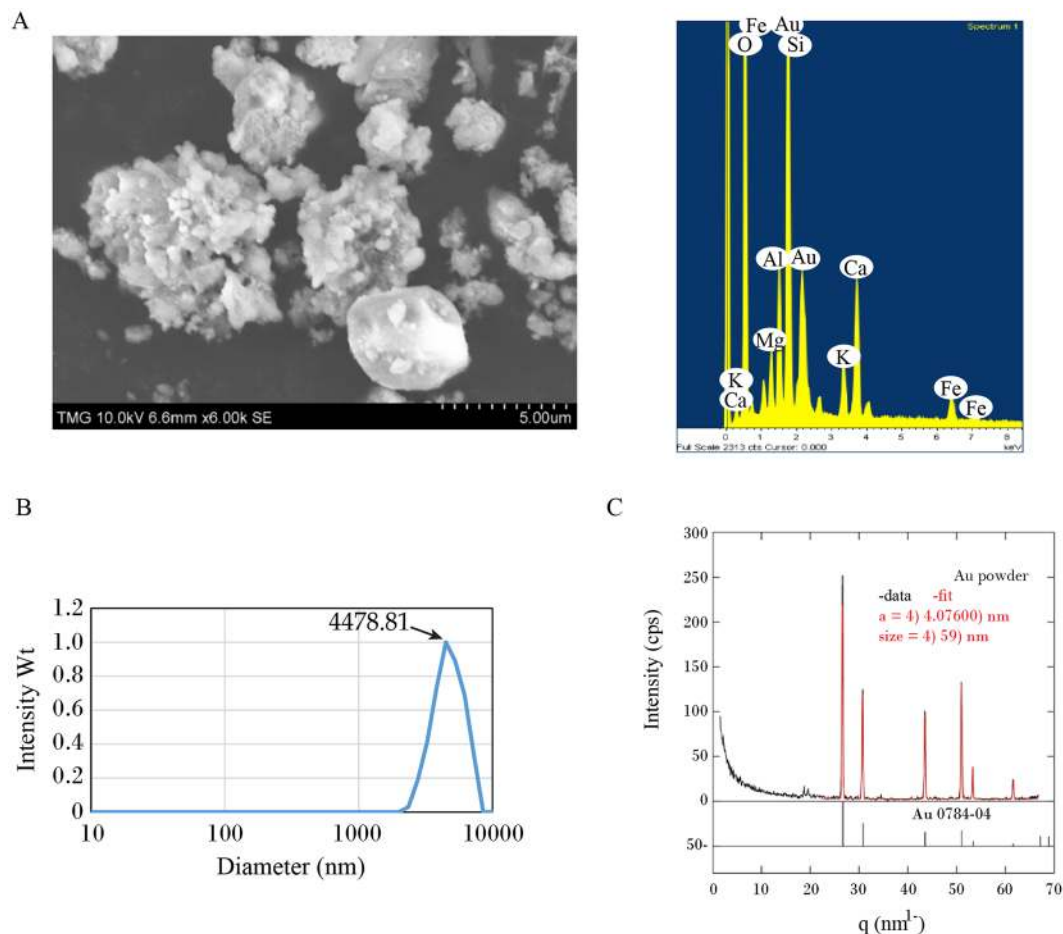 A
TMG 10.0kV 6.6mm x6.00k SE
5.00um
Spectrum 1
Fe Au
O Si
Al Au Ca
Mg
K
K
Ca
Fe
Fe
0 1 2 3 4 5 6 7 8
Full Scale 2313 cts Cursor: 0.000
keV
B
1.2
1.0
0.8
0.6
0.4
0.2
0
4478.81
Intensity Wt
10 100 1000 10000
Diameter (nm)
C
300
250
200
150
100
50
0
50-
Intensity (cps)
Au powder
-data -fit
a = 4) 4.07600) nm
size = 4) 59) nm
Au 0784-04
0 10 20 30 40 50 60 70
q (nm1-)